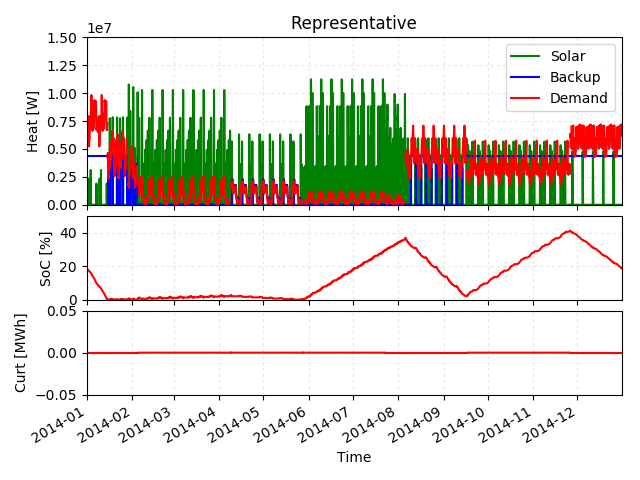 Representative
1e7
1.50
1.25
1.00
0.75
0.50
0.25
0.00
Heat [W]
Solar
Backup
Demand
40
20
0
SoC [%]
0.05
0.00
−0.05
Curt [MWh]
2014-01
2014-02
2014-03
2014-04
2014-05
2014-06
2014-07
2014-08
2014-09
2014-10
2014-11
2014-12
Time